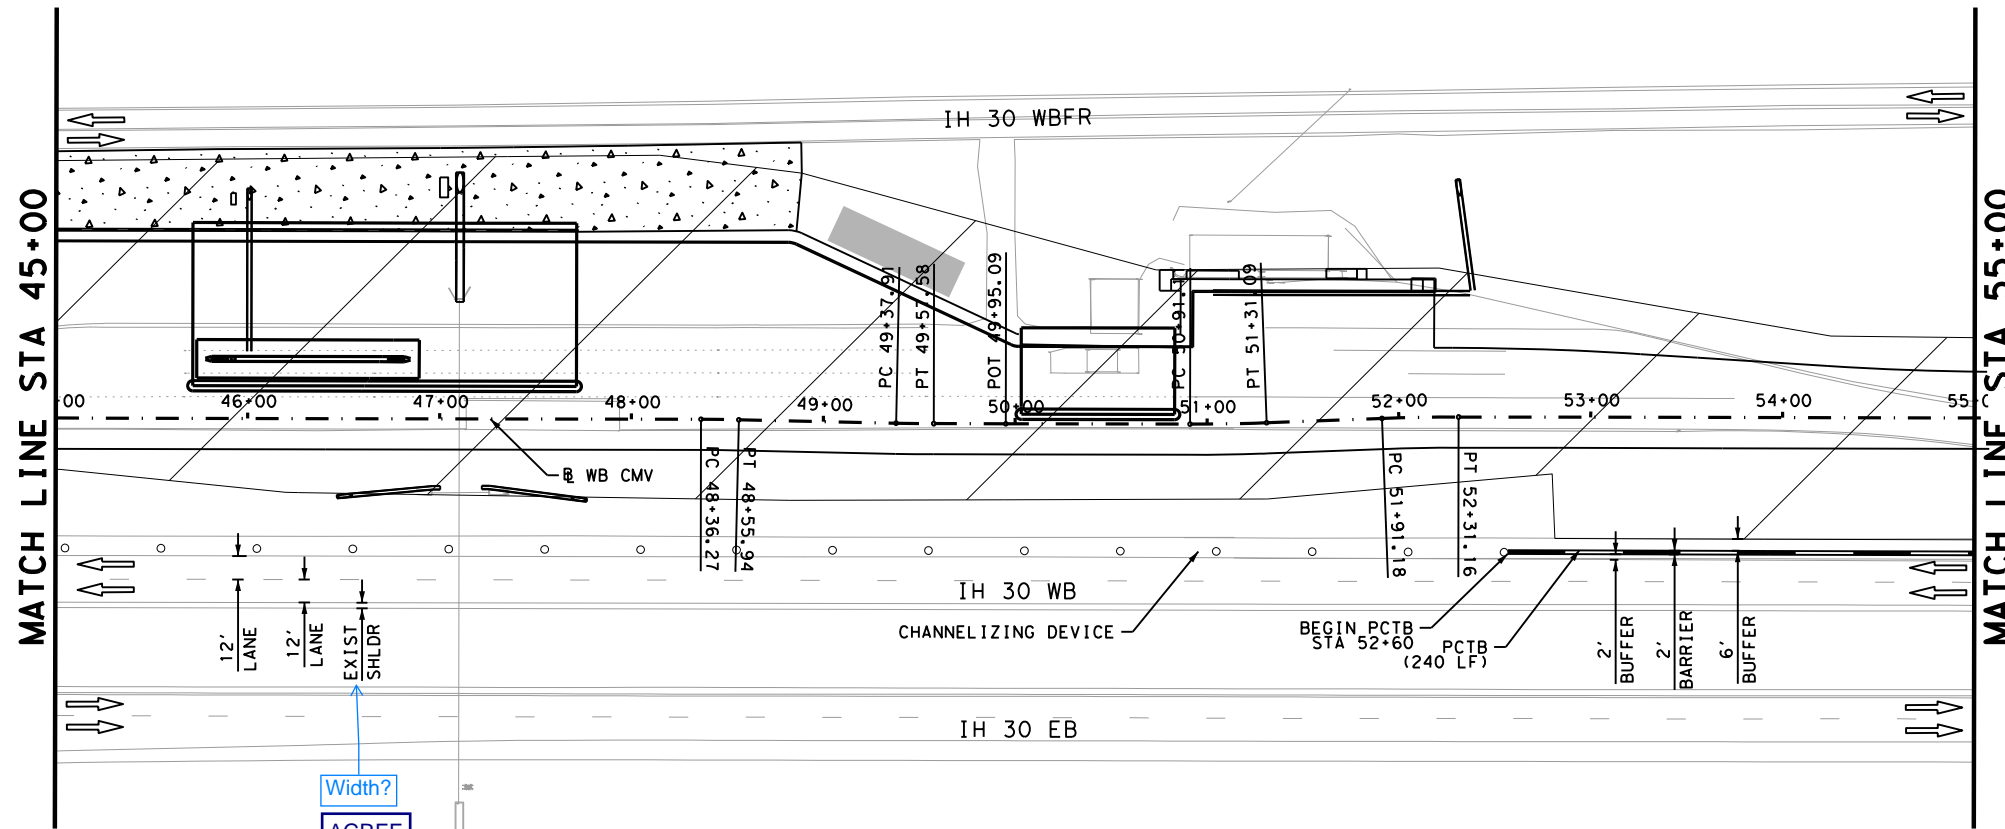 MATCH LINE STA 45+00
MATCH LINE STA 55+00
IH 30 WBFR
PC 49+37.91
POT 49+95.09
PT 51+31.09
46+00
47+00
48+00
49+00
50+00
51+00
52+00
53+00
54+00
BL WB CMV
PC 48+36.27
PT 48+55.94
PC 51+91.18
PT 52+31.16
IH 30 WB
CHANNELIZING DEVICE
BEGIN PCTB
STA 52+60
PCTB
(240 LF)
12'
LANE
12'
LANE
EXIST
SHLDR
2'
BUFFER
2'
BARRIER
6'
BUFFER
IH 30 EB
Width?
AGREE